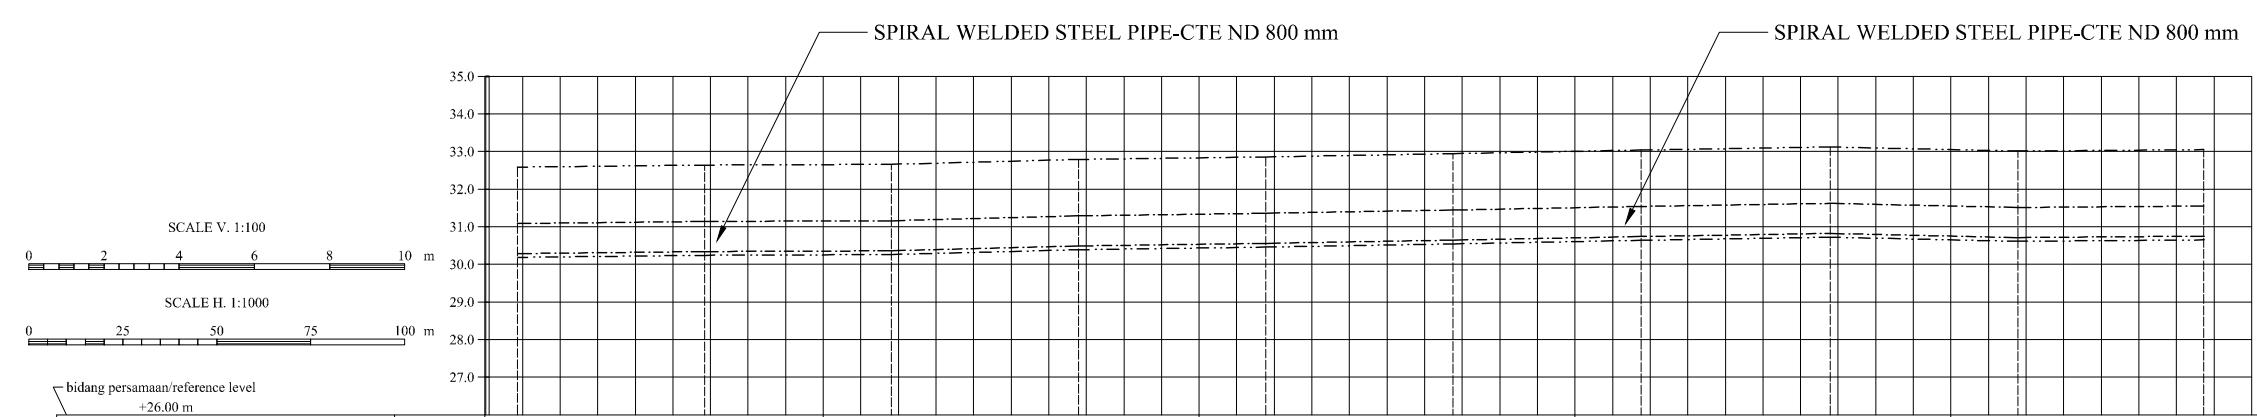 SPIRAL WELDED STEEL PIPE-CTE ND 800 mm
SPIRAL WELDED STEEL PIPE-CTE ND 800 mm
35.0
34.0
33.0
32.0
31.0
30.0
29.0
28.0
27.0
SCALE V. 1:100
0 2 4 6 8 10 m
SCALE H. 1:1000
0 25 50 75 100 m
bidang persamaan/reference level
+26.00 m